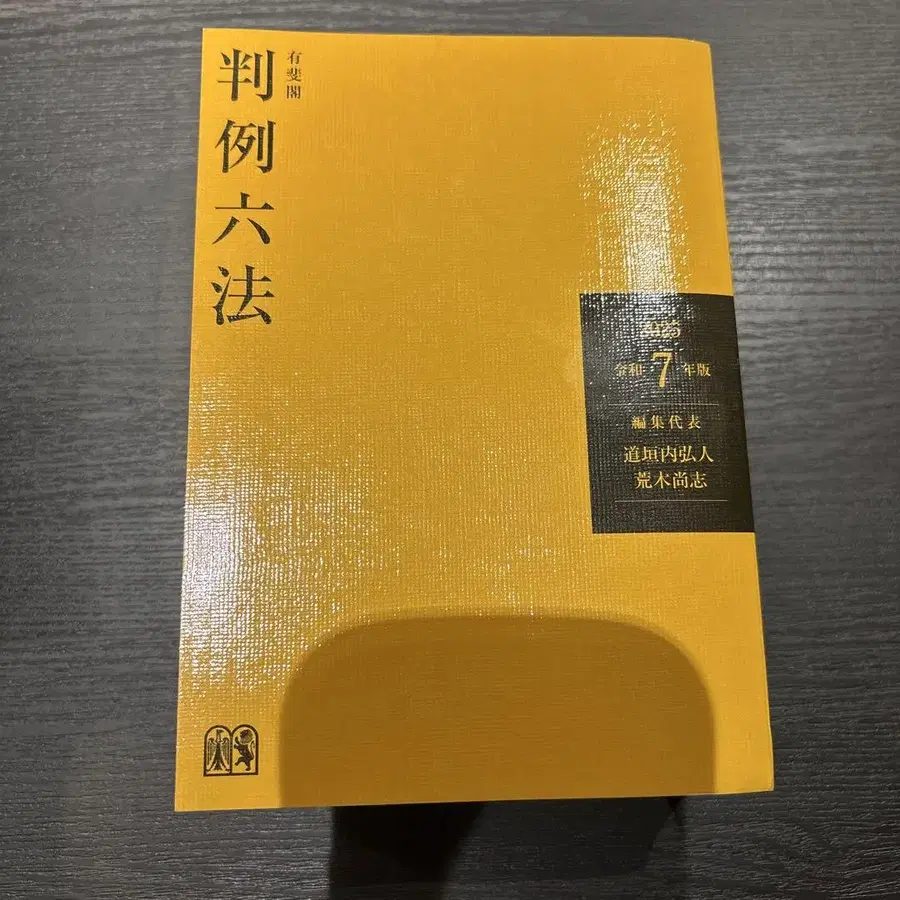 有斐閣
判例六法
2025
令和7年版
編集代表
道垣内弘人
荒木尚志